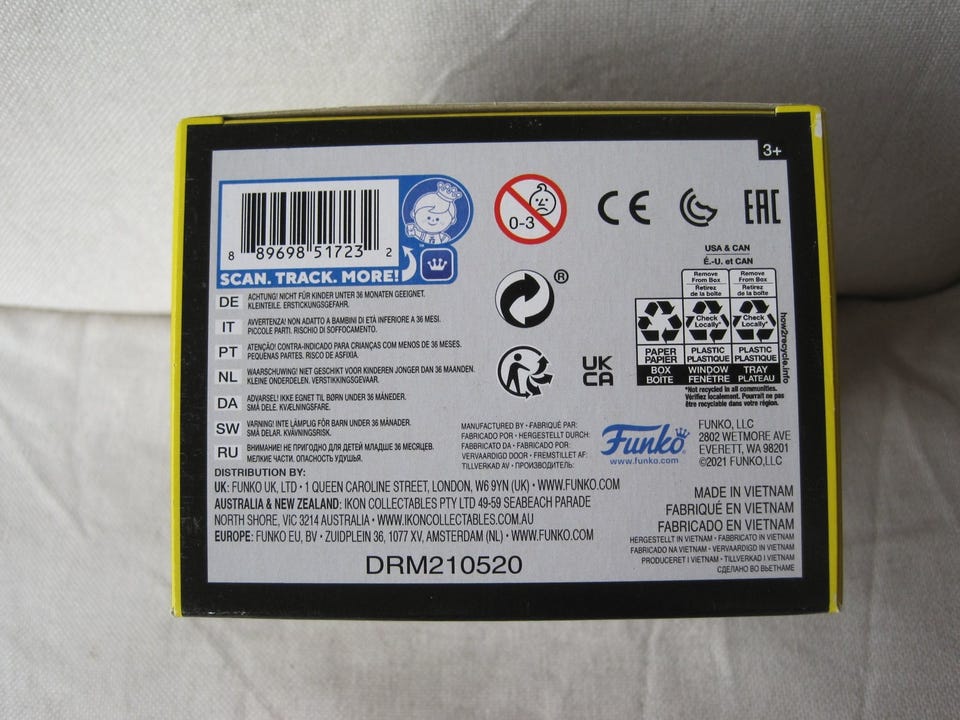 3+
8 89698 51723 2
SCAN. TRACK. MORE!
0-3
CE
EAC
®
UK
CA
USA & CAN
É.-U. et CAN
Remove From Box
Retirez de la boîte
Remove From Box
Retirez de la boîte
Check Locally*
Check Locally*
PAPER
PAPIER
PLASTIC
PLASTIQUE
PLASTIC
PLASTIQUE
BOX
BOITE
WINDOW
FENÊTRE
TRAY
PLATEAU
how2recycle.info
*Not recycled in all communities.
Vérifiez localement. Pourrait ne pas
être recyclable dans votre région.
DE ACHTUNG! NICHT FÜR KINDER UNTER 36 MONATEN GEEIGNET.
KLEINTEILE. ERSTICKUNGSGEFAHR.
IT AVVERTENZA! NON ADATTO A BAMBINI DI ETÀ INFERIORE A 36 MESI.
PICCOLE PARTI. RISCHIO DI SOFFOCAMENTO.
PT ATENÇÃO! CONTRA-INDICADO PARA CRIANÇAS COM MENOS DE 36 MESES.
PEQUENAS PARTES. RISCO DE ASFIXIA.
NL WAARSCHUWING! NIET GESCHIKT VOOR KINDEREN JONGER DAN 36 MAANDEN.
KLEINE ONDERDELEN. VERSTIKKINGSGEVAAR.
DA ADVARSEL! IKKE EGNET TIL BØRN UNDER 36 MÅNEDER.
SMÅ DELE. KVÆLNINGSFARE.
SW VARNING! INTE LÄMPLIG FÖR BARN UNDER 36 MÅNADER.
SMÅ DELAR. KVÄVNINGSRISK.
RU ВНИМАНИЕ! НЕ ПРИГОДНО ДЛЯ ДЕТЕЙ МЛАДШЕ 36 МЕСЯЦЕВ.
МЕЛКИЕ ЧАСТИ. ОПАСНОСТЬ УДУШЬЯ.
MANUFACTURED BY • FABRIQUÉ PAR:
FABRICADO POR • HERGESTELLT DURCH:
FABBRICATO DA • FABRICADO POR:
VERVAARDIGD DOOR • FREMSTILLET AF:
TILLVERKAD AV • ПРОИЗВОДИТЕЛЬ:
Funko
www.funko.com
FUNKO, LLC
2802 WETMORE AVE
EVERETT, WA 98201
©2021 FUNKO,LLC
DISTRIBUTION BY:
UK: FUNKO UK, LTD • 1 QUEEN CAROLINE STREET, LONDON, W6 9YN (UK) • WWW.FUNKO.COM
AUSTRALIA & NEW ZEALAND: IKON COLLECTABLES PTY LTD 49-59 SEABEACH PARADE
NORTH SHORE, VIC 3214 AUSTRALIA • WWW.IKONCOLLECTABLES.COM.AU
EUROPE: FUNKO EU, BV • ZUIDPLEIN 36, 1077 XV, AMSTERDAM (NL) • WWW.FUNKO.COM
MADE IN VIETNAM
FABRIQUÉ EN VIETNAM
FABRICADO EN VIETNAM
HERGESTELLT IN VIETNAM • FABBRICATO IN VIETNAM
FABRICADO NA VIETNAM • VERVAARDIGD IN VIETNAM
PRODUCERET I VIETNAM • TILLVERKAD I VIETNAM
СДЕЛАНО ВО ВЬЕТНАМЕ
DRM210520